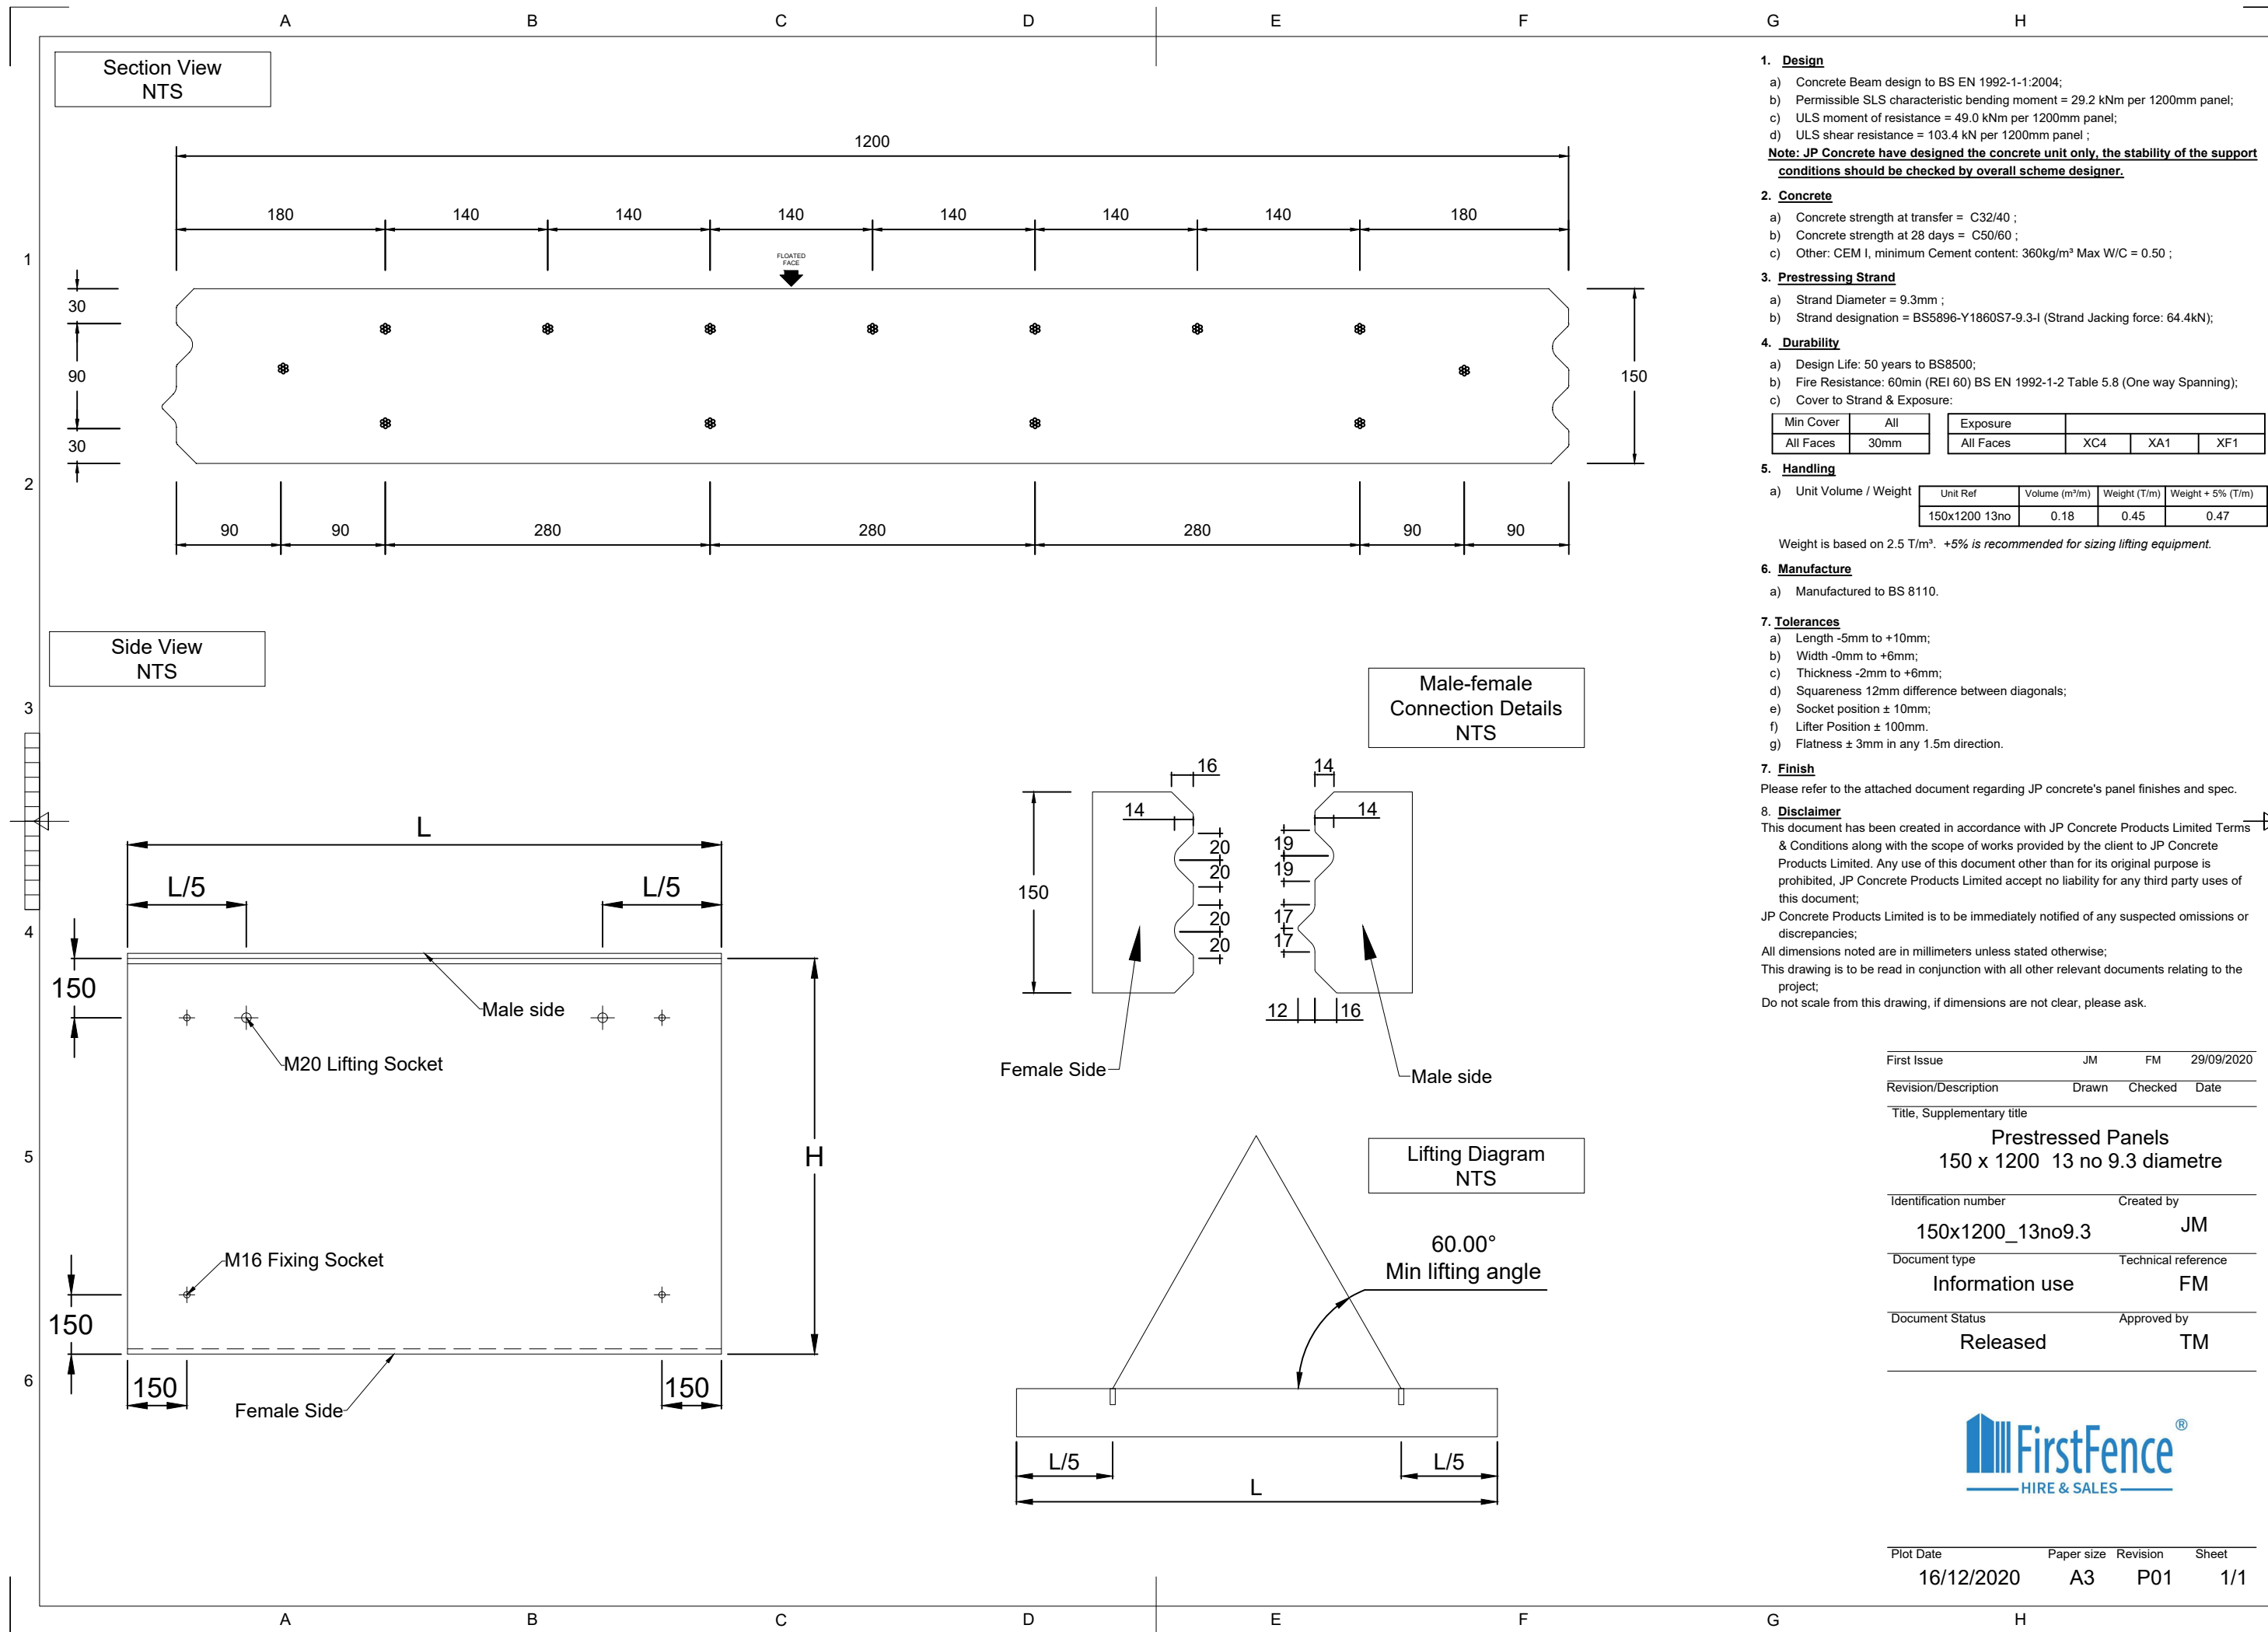 A B C D E F G H
Section View
NTS
1200
180 140 140 140 140 140 140 180
FLOATED
FACE
30
90
30
150
90 90 280 280 280 90 90
Side View
NTS
L
L/5 L/5
150
Male side
M20 Lifting Socket
H
M16 Fixing Socket
150
150 150
Female Side
Male-female
Connection Details
NTS
16 14
14 14
20 19
20 19
150
20 17
20 17
12 16
Female Side
Male side
Lifting Diagram
NTS
60.00°
Min lifting angle
L/5 L/5
L
1
2
3
4
5
6
1. Design
a) Concrete Beam design to BS EN 1992-1-1:2004;
b) Permissible SLS characteristic bending moment = 29.2 kNm per 1200mm panel;
c) ULS moment of resistance = 49.0 kNm per 1200mm panel;
d) ULS shear resistance = 103.4 kN per 1200mm panel ;
Note: JP Concrete have designed the concrete unit only, the stability of the support
conditions should be checked by overall scheme designer.
2. Concrete
a) Concrete strength at transfer = C32/40 ;
b) Concrete strength at 28 days = C50/60 ;
c) Other: CEM I, minimum Cement content: 360kg/m³ Max W/C = 0.50 ;
3. Prestressing Strand
a) Strand Diameter = 9.3mm ;
b) Strand designation = BS5896-Y1860S7-9.3-I (Strand Jacking force: 64.4kN);
4. Durability
a) Design Life: 50 years to BS8500;
b) Fire Resistance: 60min (REI 60) BS EN 1992-1-2 Table 5.8 (One way Spanning);
c) Cover to Strand & Exposure:
Min Cover All Exposure
All Faces 30mm All Faces XC4 XA1 XF1
5. Handling
a) Unit Volume / Weight Unit Ref Volume (m³/m) Weight (T/m) Weight + 5% (T/m)
150x1200 13no 0.18 0.45 0.47
Weight is based on 2.5 T/m³. +5% is recommended for sizing lifting equipment.
6. Manufacture
a) Manufactured to BS 8110.
7. Tolerances
a) Length -5mm to +10mm;
b) Width -0mm to +6mm;
c) Thickness -2mm to +6mm;
d) Squareness 12mm difference between diagonals;
e) Socket position ± 10mm;
f) Lifter Position ± 100mm.
g) Flatness ± 3mm in any 1.5m direction.
7. Finish
Please refer to the attached document regarding JP concrete's panel finishes and spec.
8. Disclaimer
This document has been created in accordance with JP Concrete Products Limited Terms
& Conditions along with the scope of works provided by the client to JP Concrete
Products Limited. Any use of this document other than for its original purpose is
prohibited, JP Concrete Products Limited accept no liability for any third party uses of
this document;
JP Concrete Products Limited is to be immediately notified of any suspected omissions or
discrepancies;
All dimensions noted are in millimeters unless stated otherwise;
This drawing is to be read in conjunction with all other relevant documents relating to the
project;
Do not scale from this drawing, if dimensions are not clear, please ask.
First Issue JM FM 29/09/2020
Revision/Description Drawn Checked Date
Title, Supplementary title
Prestressed Panels
150 x 1200 13 no 9.3 diametre
Identification number Created by
150x1200_13no9.3 JM
Document type Technical reference
Information use FM
Document Status Approved by
Released TM
FirstFence®
HIRE & SALES
Plot Date Paper size Revision Sheet
16/12/2020 A3 P01 1/1
A B C D E F G H